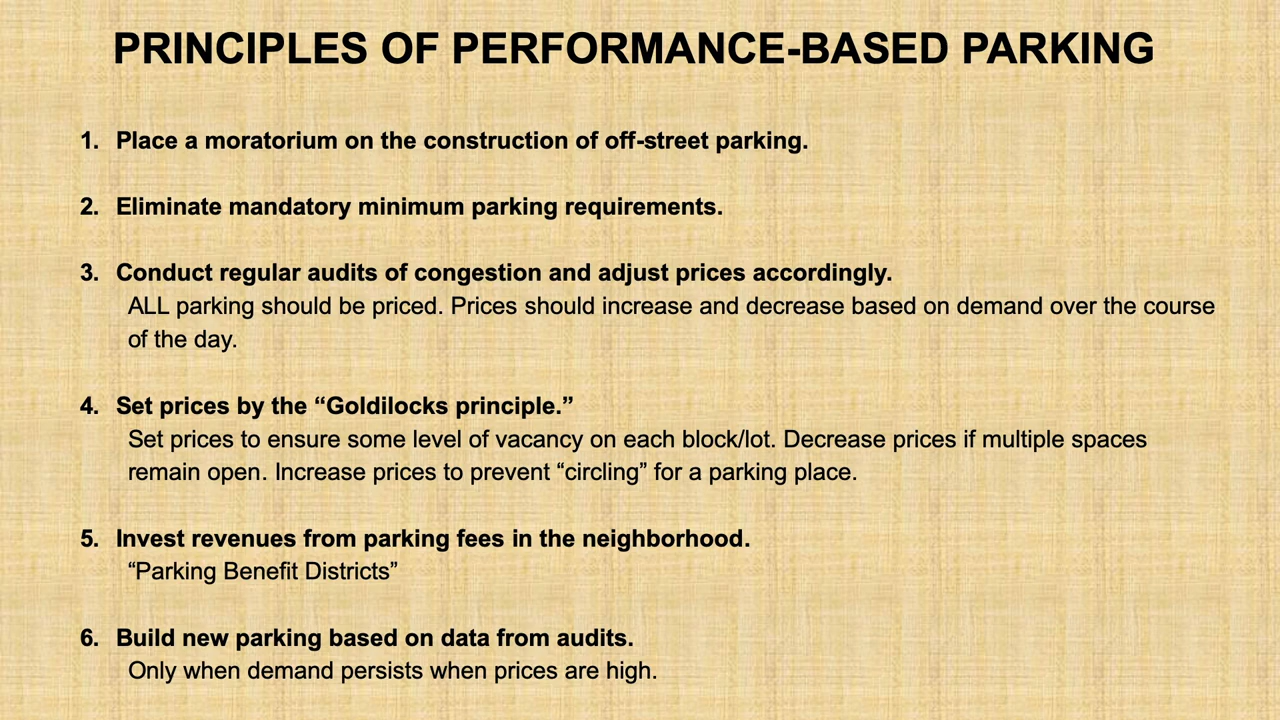 PRINCIPLES OF PERFORMANCE-BASED PARKING
1. Place a moratorium on the construction of off-street parking.
2. Eliminate mandatory minimum parking requirements.
3. Conduct regular audits of congestion and adjust prices accordingly.
ALL parking should be priced. Prices should increase and decrease based on demand over the course
of the day.
4. Set prices by the “Goldilocks principle.”
Set prices to ensure some level of vacancy on each block/lot. Decrease prices if multiple spaces
remain open. Increase prices to prevent “circling” for a parking place.
5. Invest revenues from parking fees in the neighborhood.
“Parking Benefit Districts”
6. Build new parking based on data from audits.
Only when demand persists when prices are high.